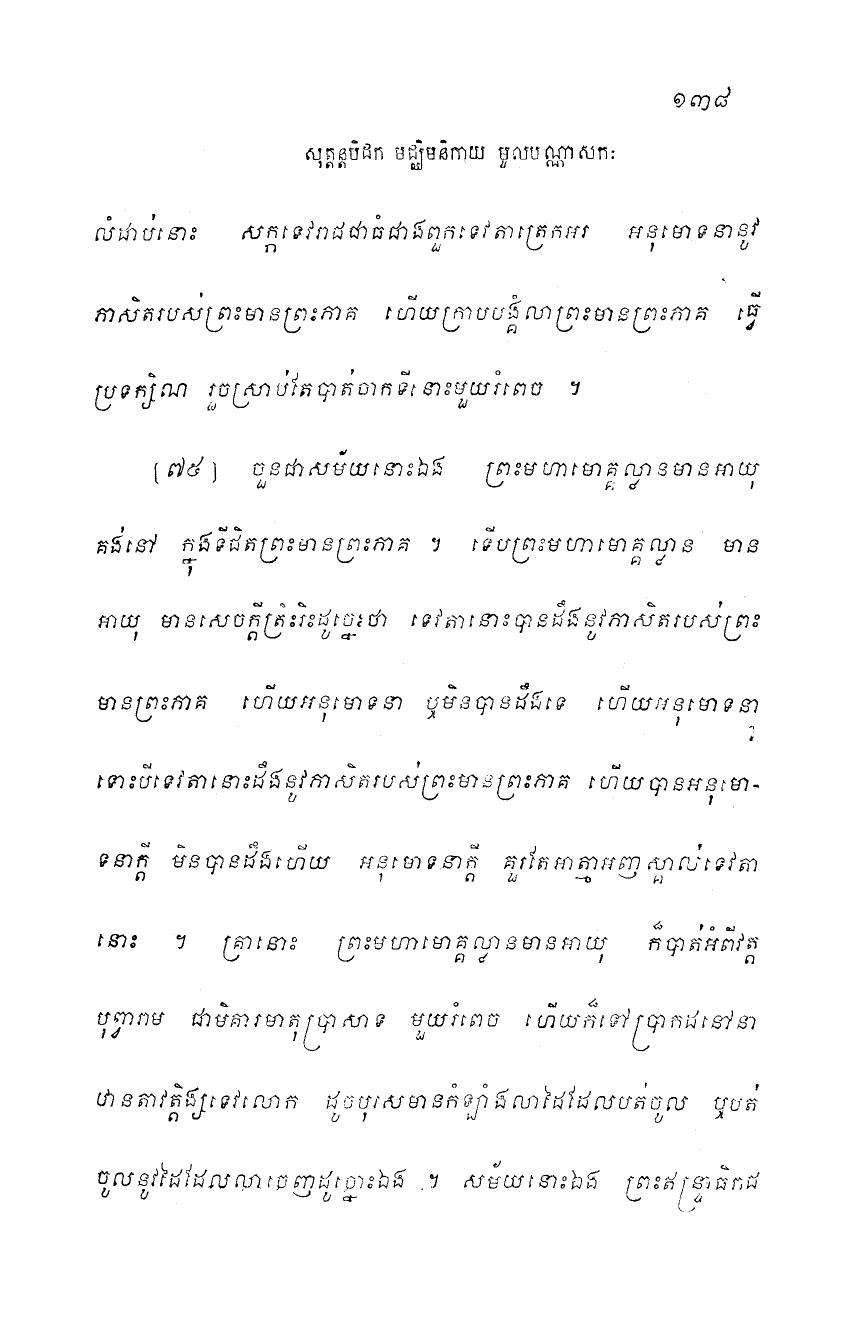 ១៣៨
សុត្តន្តបិដក មជ្ឈិមនិកាយ មូលបណ្ណាសកៈ
លំដាប់នោះ សក្កទេវរាជជាធំជាងពួកទេវតាត្រេកអរ អនុមោទនានូវ
ភាសិតរបស់ព្រះមានព្រះភាគ ហើយក្រាបបង្គំលាព្រះមានព្រះភាគ ធ្វើ
ប្រទក្សិណ រួចស្រាប់តែបាត់ចាកទីនោះមួយរំពេច ។
[៧៥] ចួនជាសម័យនោះឯង ព្រះមហាមោគ្គល្លានមានអាយុ
គង់នៅ ក្នុងទីជិតព្រះមានព្រះភាគ ។ ទើបព្រះមហាមោគ្គល្លាន មាន
អាយុ មានសេចក្តីត្រិះរិះដូច្នេះថា ទេវតានោះបានដឹងនូវភាសិតរបស់ព្រះ
មានព្រះភាគ ហើយអនុមោទនា ឬមិនបានដឹងទេ ហើយអនុមោទនា
ទោះបីទេវតានោះដឹងនូវភាសិតរបស់ព្រះមានព្រះភាគ ហើយបានអនុមោ-
ទនាក្តី មិនបានដឹងហើយ អនុមោទនាក្តី គួរតែអាត្មាអញស្គាល់ទេវតា
នោះ ។ គ្រានោះ ព្រះមហាមោគ្គល្លានមានអាយុ ក៏បាត់អំពីវត្ត
បុព្វារាម ជាមិគារមាតុប្រាសាទ មួយរំពេច ហើយក៏ទៅប្រាកដនៅនា
ឋានតាវត្តិង្សទេវលោក ដូចបុរសមានកំឡាំងលាដៃដែលបត់ចូល ឬបត់
ចូលនូវដៃដែលលាចេញដូច្នោះឯង ។ សម័យនោះឯង ព្រះឥន្ទ្រាធិរាជ